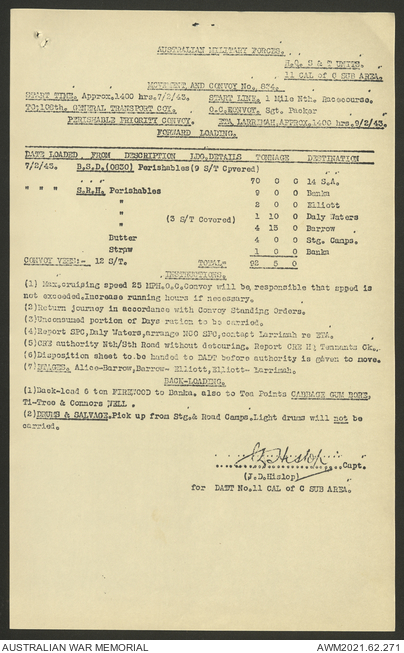 AUSTRALIAN MILITARY FORCES.
H.Q. S & T UNITS.
11 CAL of C SUB AREA.
MOVEMENT AND CONVOY No. 834.
START TIME. Approx.1400 hrs.7/2/43. START LINE. 1 Mile Nth. Racecourse.
TO:108th. GENERAL TRANSPORT COY. O.C.CONVOY. Sgt. Packer
PERISHABLE PRIORITY CONVOY. ETA LARRIMAH.APPROX.1400 hrs.9/2/43.
FORWARD LOADING.
DATE LOADED FROM DESCRIPTION LDG.DETAILS TONNAGE DESTINATION
7/2/43. B.S.D.(0830) Perishables(9 S/T Cpvered)
70 0 0 14 S.A.
" " " S.R.H. Perishables 9 0 0 Banka
" 2 0 0 Elliott
" (3 S/T Covered) 1 10 0 Daly Waters
" 4 15 0 Barrow
Butter 4 0 0 Stg. Camps.
Straw 1 0 0 Banka
CONVOY VEHS:- 12 S/T. TOTAL- 92 5 0
INSTRUCTIONS.
(1) Max.cruising speed 25 MPH.O.C.Convoy will be responsible that spped is
not exceeded.Increase running hours if necessary.
(2)Return journey in accordance with Convoy Standing Orders.
(3)Unconsumed portion of Days ration to be carried.
(4)Report SPC,Daly Waters,arrange NCO SPC,contact Larrimah re ETA.
(5)CRE authority Nth/Sth Road without detouring. Report CRE Tennants Ck.
(6)Disposition sheet to be handed to DADT before authority is given to move.
(7)STAGES. Alice-Barrow,Barrow- Elliott,Elliott- Larrimah.
BACK-LOADING.
(1)Back-load 6 ton FIREWOOD to Banka. also to Tea Points CABBAGE GUM BORE,
Ti-Tree & Connors WELL.
(2)DRUMS & SALVAGE.Pick up from Stg.& Road Camps.Light drums will not be
carried.
JD Hislop Capt.
(J.D.Hislop)
for DADT No.11 CAL of C SUB AREA.
AUSTRALIAN WAR MEMORIAL
AWM2021.62.271